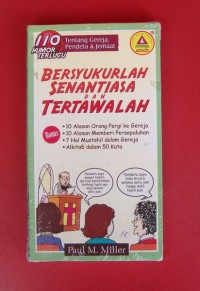 110
HUMOR
TERLUCU
Tentang Gereja,
Pendeta & Jemaat
BERSYUKURLAH
SENANTIASA
DAN
TERTAWALAH
Bonus:
• 10 Alasan Orang Pergi ke Gereja
• 10 Alasan Memberi Persepuluhan
• 7 Hal Mustahil dalam Gereja
• Alkitab dalam 50 Kata
Paul M. Miller